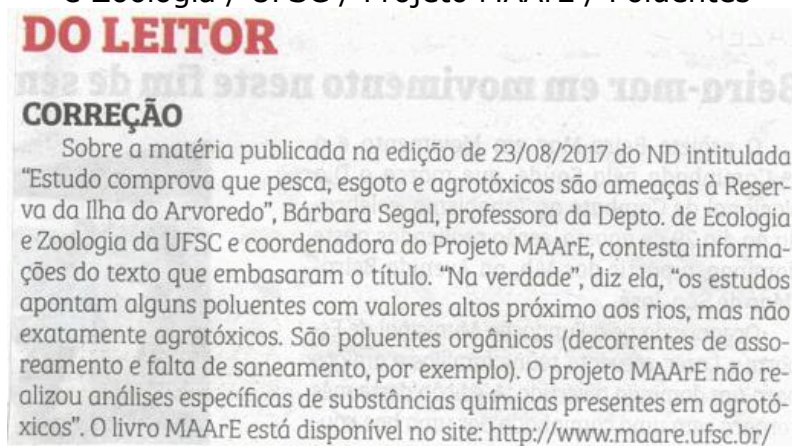 e Zoologia / UFSC / Projeto MAArE / Poluentes
DO LEITOR
CORREÇÃO
Sobre a matéria publicada na edição de 23/08/2017 do ND intitulada
"Estudo comprova que pesca, esgoto e agrotóxicos são ameaças à Reser-
va da Ilha do Arvoredo", Bárbara Segal, professora da Depto. de Ecologia
e Zoologia da UFSC e coordenadora do Projeto MAArE, contesta informa-
ções do texto que embasaram o título. "Na verdade", diz ela, "os estudos
apontam alguns poluentes com valores altos próximo aos rios, mas não
exatamente agrotóxicos. São poluentes orgânicos (decorrentes de asso-
reamento e falta de saneamento, por exemplo). O projeto MAArE não re-
alizou análises específicas de substâncias químicas presentes em agrotó-
xicos". O livro MAArE está disponível no site: http://www.maare.ufsc.br/